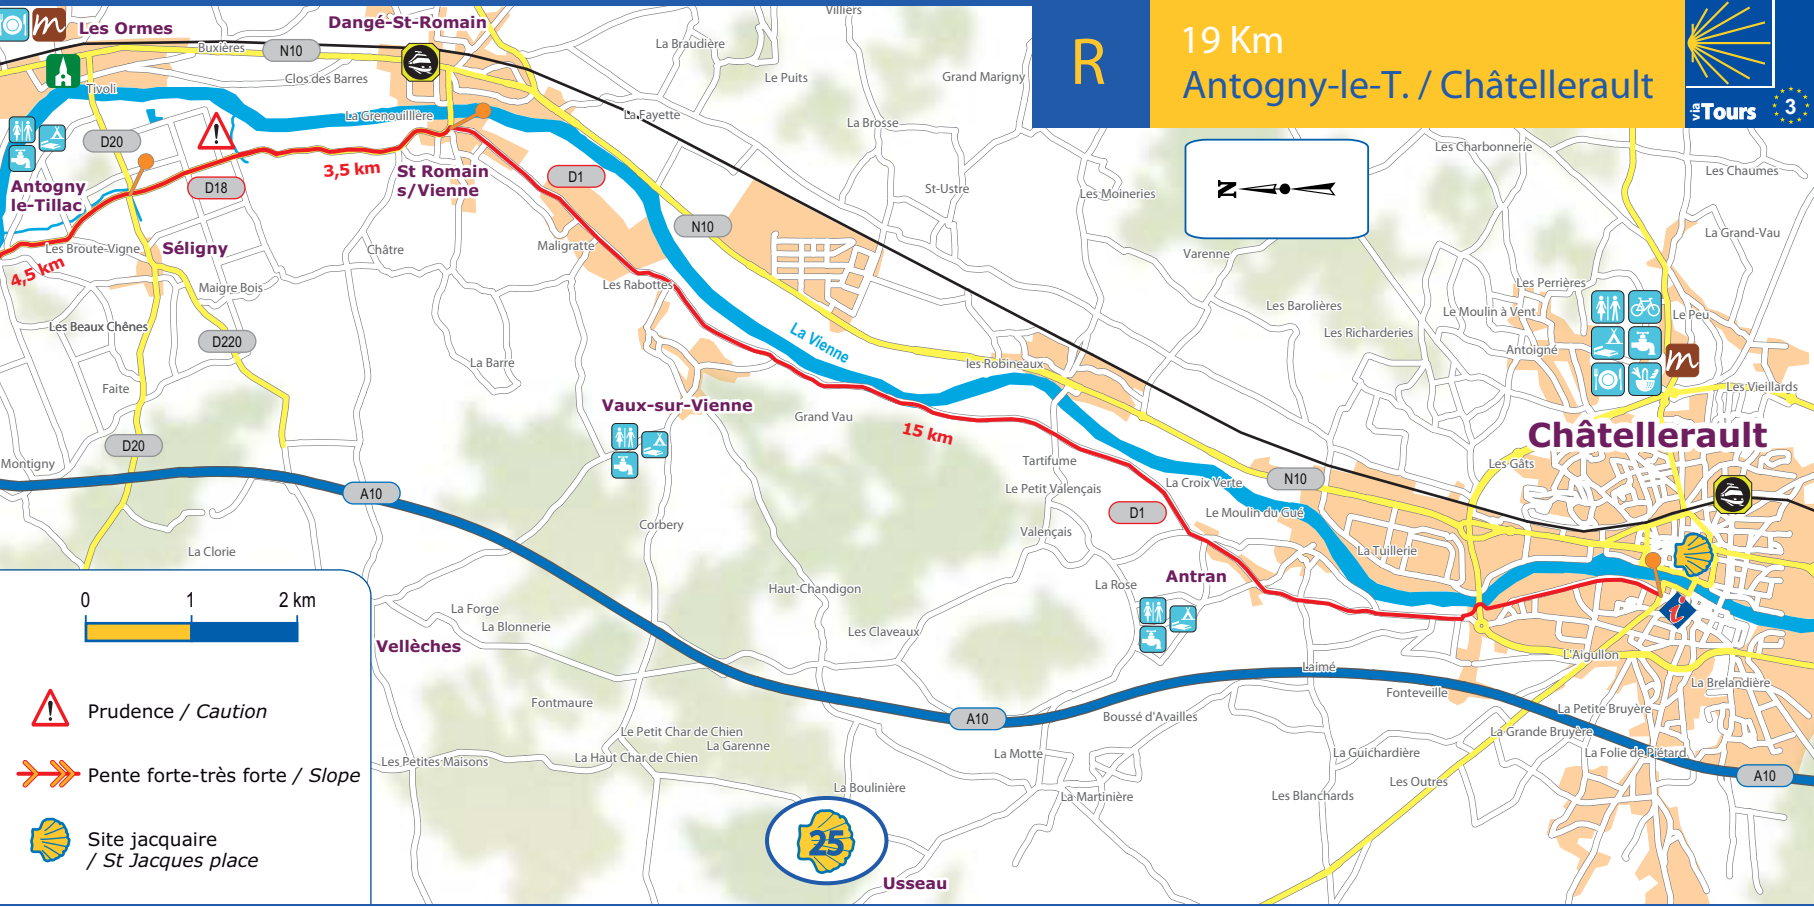 R
19 Km
Antogny-le-T. / Châtellerault
via Tours
3
Les Ormes
Dangé-St-Romain
Villiers
Buxières
N10
La Braudière
Le Puits
Grand Marigny
Clos des Barres
Tivoli
La Grenouilllère
La Fayette
La Brosse
D20
Antogny
le-Tillac
D18
3,5 km
St Romain
s/Vienne
D1
St-Ustre
Les Moineries
Les Charbonnerie
Les Chaumes
N
N10
Les Broute-Vigne
Séligny
Châtre
Maligratte
Varenne
La Grand-Vau
4,5 km
Maigre Bois
Les Rabottes
Les Perrières
Les Barolières
Le Moulin à Vent
Le Peu
Les Beaux Chênes
D220
La Vienne
Les Richarderies
Antoigné
La Barre
les Robineaux
Faite
Les Vieillards
Vaux-sur-Vienne
Grand Vau
15 km
Châtellerault
D20
Montigny
Tartifume
Les Gâts
A10
Le Petit Valençais
La Croix Verte
N10
D1
Le Moulin du Gué
Corbery
Valençais
La Clorie
La Tuillerie
Antran
La Rose
Haut-Chandigon
0
1
2 km
La Forge
La Blonnerie
Les Claveaux
Vellèches
L'Aigullon
Laimé
La Brelandière
Fonteveille
Fontmaure
A10
Boussé d'Availles
La Petite Bruyère
Prudence / Caution
Le Petit Char de Chien
La Garenne
La Grande Bruyère
La Haut Char de Chien
La Motte
La Guichardière
La Folie de Piétard
Les Petites Maisons
Pente forte-très forte / Slope
A10
La Boulinière
La Martinière
Les Blanchards
Les Outres
Site jacquaire
/ St Jacques place
25
Usseau